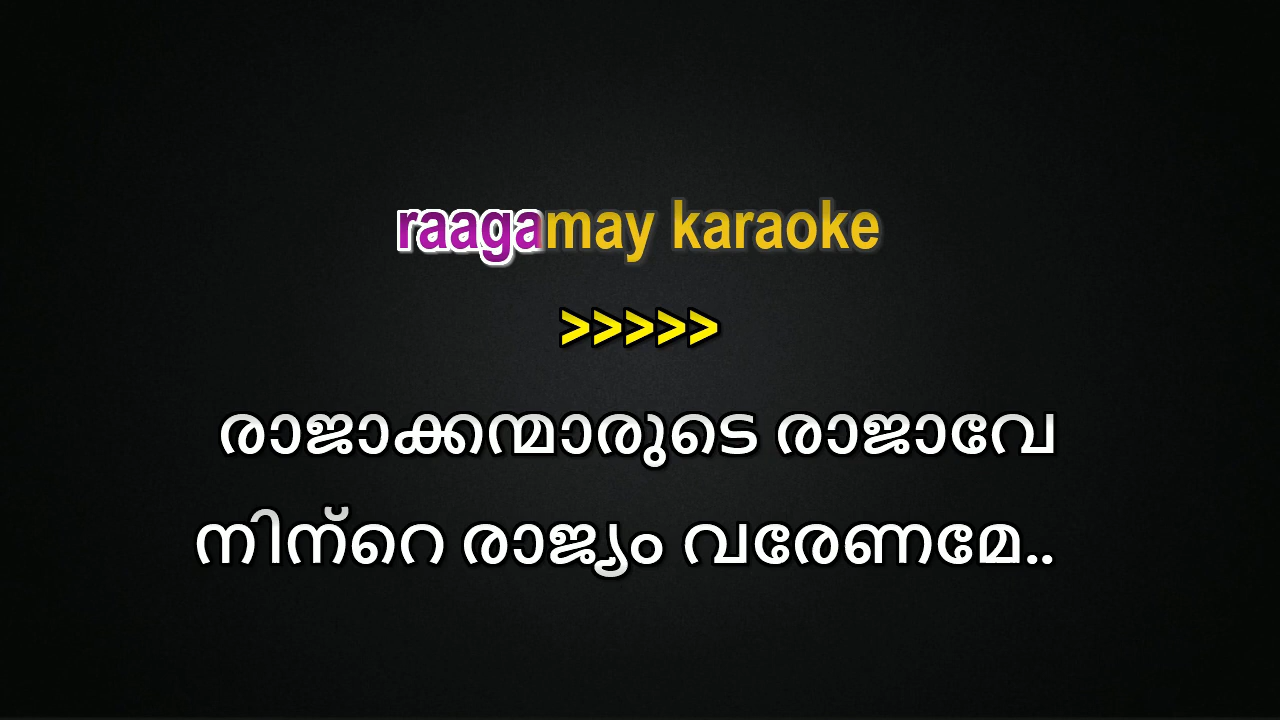 raagamay karaoke
>>>>>
രാജാക്കന്മാരുടെ രാജാവേ
നിന്റെ രാജ്യം വരേണമേ..